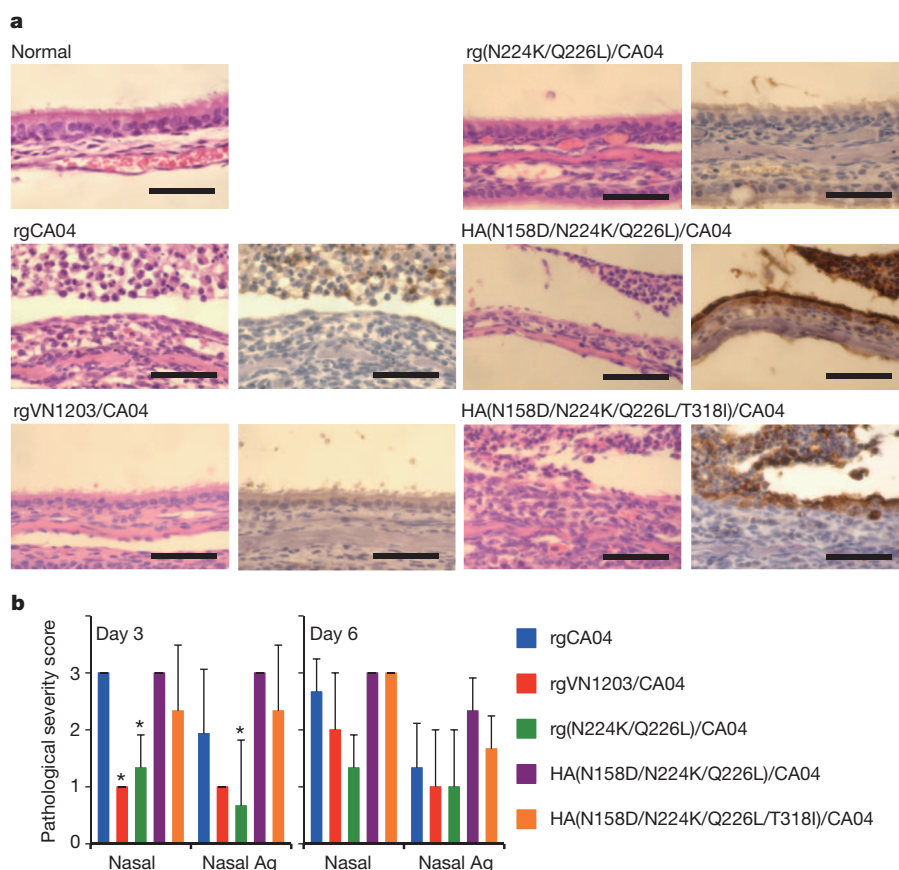 a
Normal
rg(N224K/Q226L)/CA04
rgCA04
HA(N158D/N224K/Q226L)/CA04
rgVN1203/CA04
HA(N158D/N224K/Q226L/T318I)/CA04
b
Pathological severity score
3
2
1
0
Day 3
*
*
*
Nasal
Nasal Ag
Day 6
Nasal
Nasal Ag
rgCA04
rgVN1203/CA04
rg(N224K/Q226L)/CA04
HA(N158D/N224K/Q226L)/CA04
HA(N158D/N224K/Q226L/T318I)/CA04